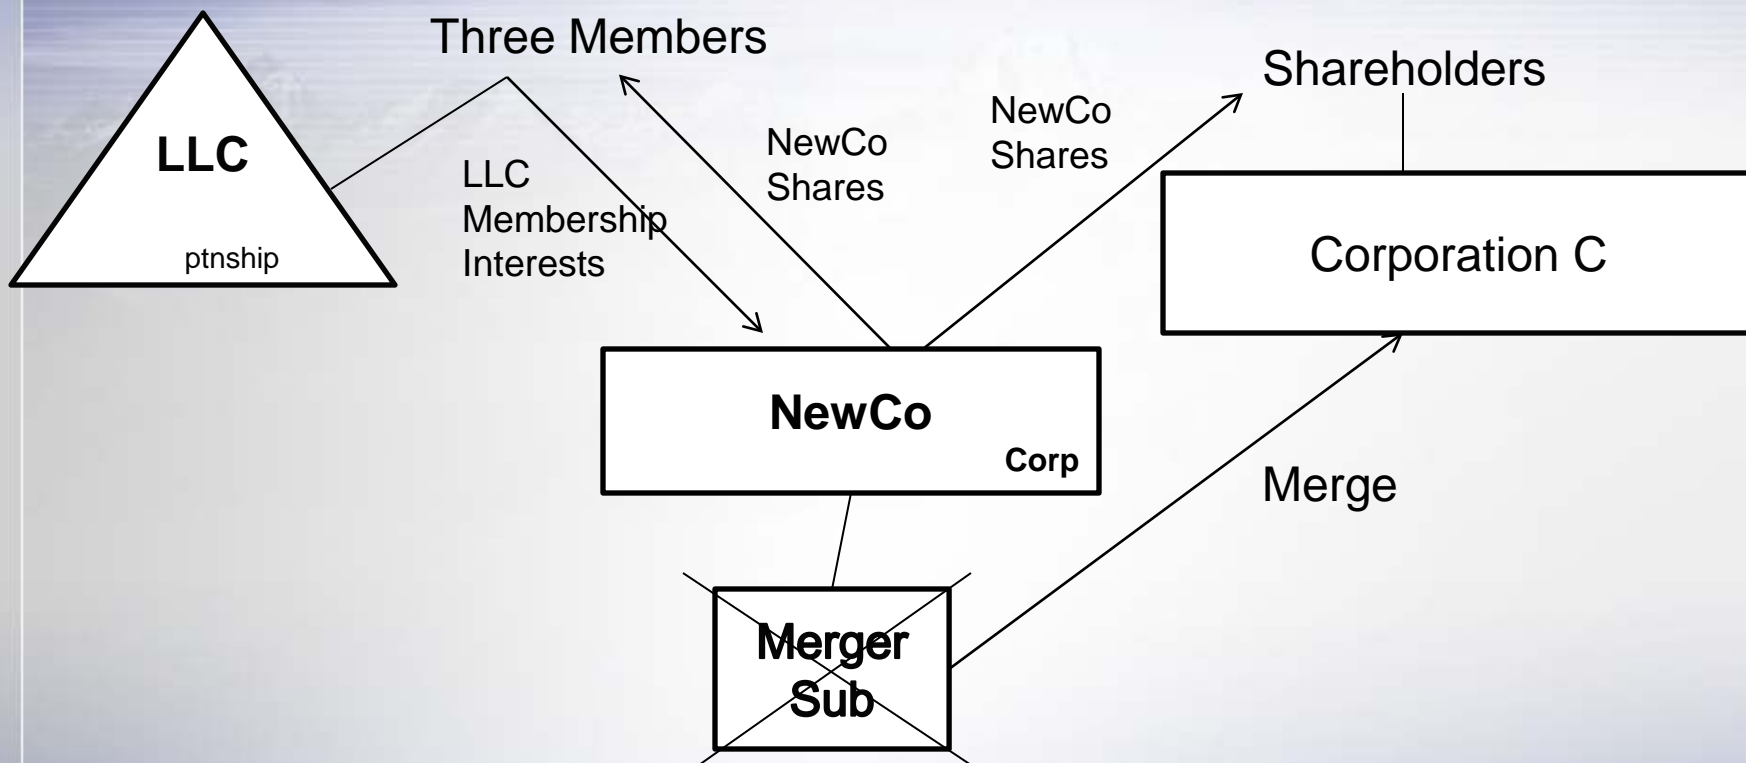 Three Members
Shareholders
LLC
ptnship
LLC
Membership
Interests
NewCo
Shares
NewCo
Shares
Corporation C
NewCo
Corp
Merge
Merger
Sub